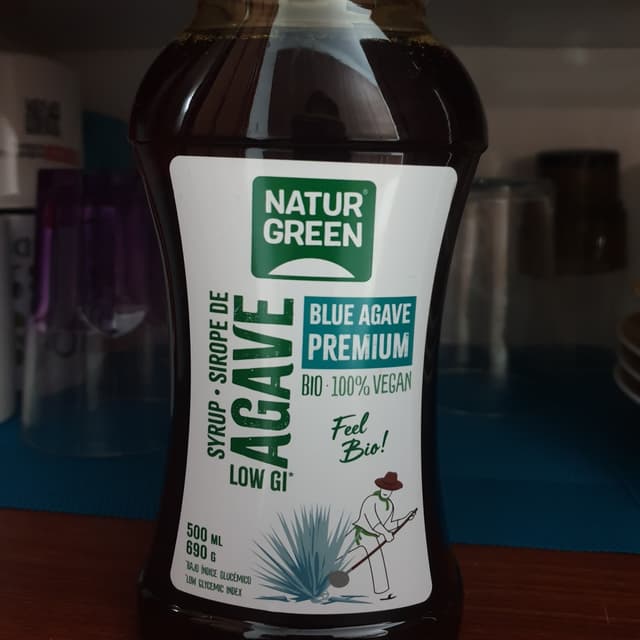 NATUR®
GREEN
SYRUP · SIROPE DE
AGAVE
LOW GI*
BLUE AGAVE
PREMIUM
BIO · 100% VEGAN
Feel
Bio!
500 ML
690 G
*BAJO ÍNDICE GLUCÉMICO
*LOW GLYCEMIC INDEX